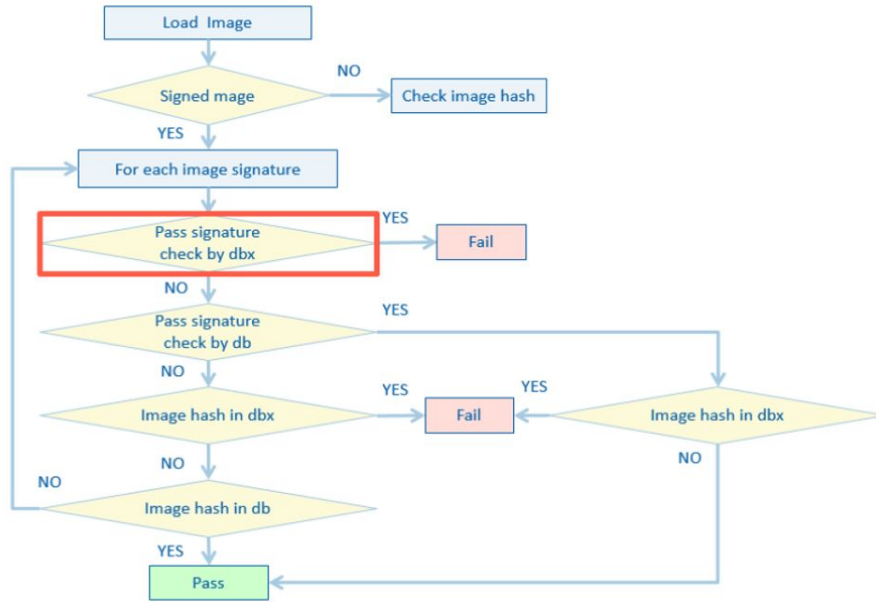 Load Image
NO
Signed mage
Check image hash
YES
For each image signature
YES
Pass signature
check by dbx
Fail
NO
YES
Pass signature
check by db
NO
YES
YES
Image hash in dbx
Fail
Image hash in dbx
NO
NO
NO
Image hash in db
YES
Pass